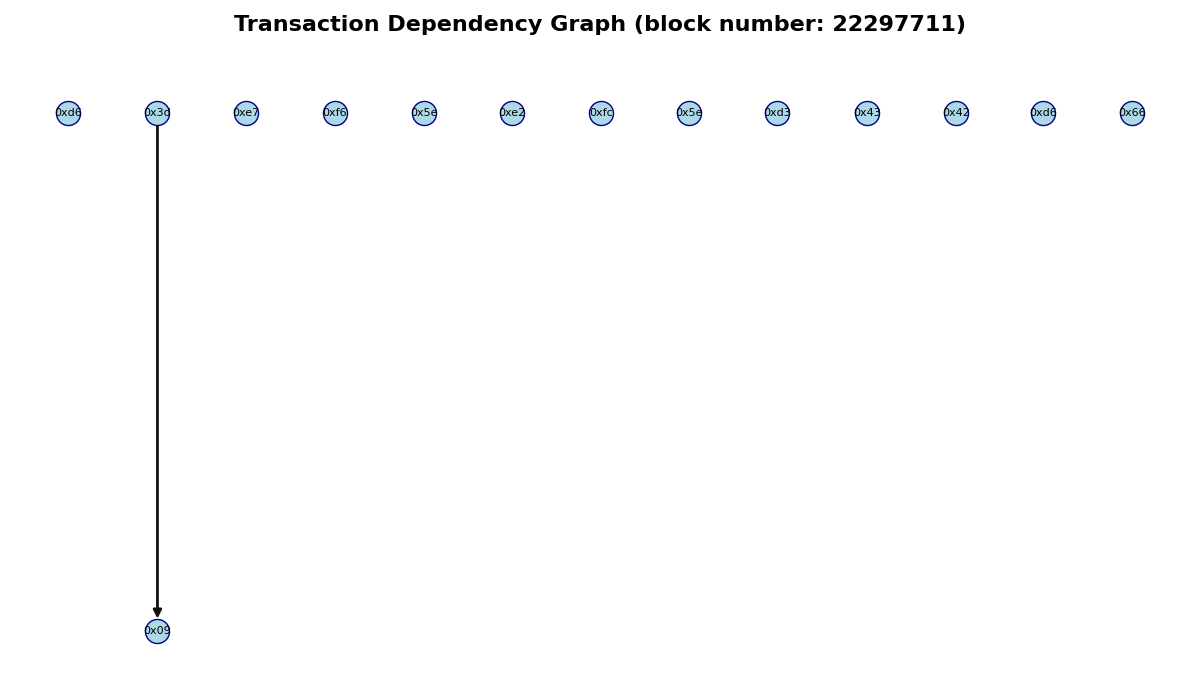 Transaction Dependency Graph (block number: 22297711)
0xd6 0x3d 0xe7 0xf6 0x5e 0xe2 0xfc 0x5e 0xd3 0x43 0x42 0xd6 0x66
0x09